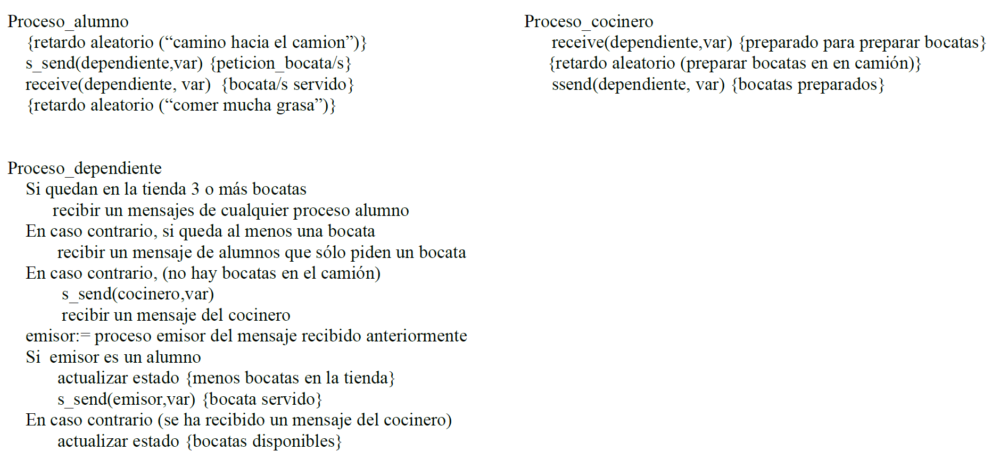 Proceso_alumno
{retardo aleatorio (“camino hacia el camion”)}
s_send(dependiente,var) {peticion_bocata/s}
receive(dependiente, var) {bocata/s servido}
{retardo aleatorio (“comer mucha grasa”)}
Proceso_cocinero
receive(dependiente,var) {preparado para preparar bocatas}
{retardo aleatorio (preparar bocatas en en camión)}
ssend(dependiente, var) {bocatas preparados}
Proceso_dependiente
Si quedan en la tienda 3 o más bocatas
recibir un mensajes de cualquier proceso alumno
En caso contrario, si queda al menos una bocata
recibir un mensaje de alumnos que sólo piden un bocata
En caso contrario, (no hay bocatas en el camión)
s_send(cocinero,var)
recibir un mensaje del cocinero
emisor:= proceso emisor del mensaje recibido anteriormente
Si emisor es un alumno
actualizar estado {menos bocatas en la tienda}
s_send(emisor,var) {bocata servido}
En caso contrario (se ha recibido un mensaje del cocinero)
actualizar estado {bocatas disponibles}